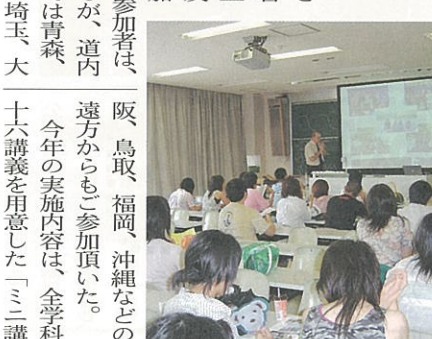 参加者は、
が、道内
は青森、
埼玉、大
阪、鳥取、福岡、沖縄などの
遠方からもご参加頂いた。
今年の実施内容は、全学科
十六講義を用意した「ミニ講